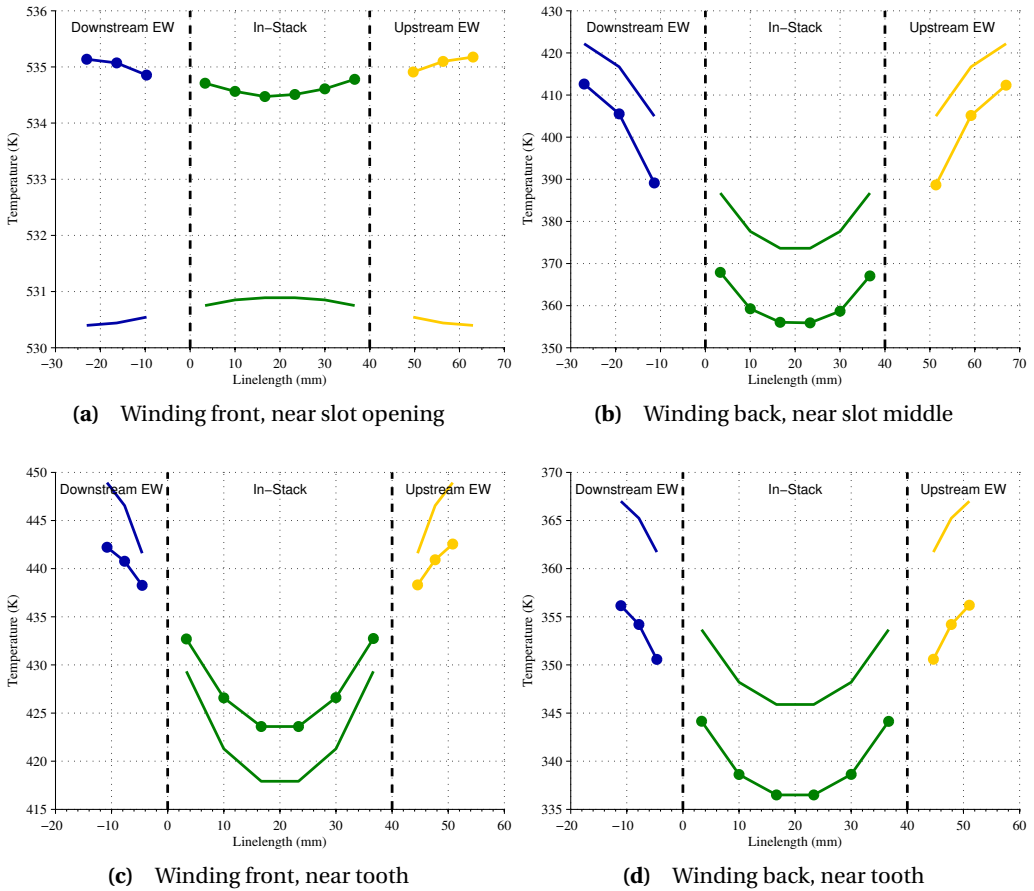 536
535
534
533
532
531
530
Temperature (K)
Downstream EW
In−Stack
Upstream EW
−30 −20 −10 0 10 20 30 40 50 60 70
Linelength (mm)
(a) Winding front, near slot opening
430
420
410
400
390
380
370
360
350
Temperature (K)
Downstream EW
In−Stack
Upstream EW
−30 −20 −10 0 10 20 30 40 50 60 70
Linelength (mm)
(b) Winding back, near slot middle
450
445
440
435
430
425
420
415
Temperature (K)
Downstream EW
In−Stack
Upstream EW
−20 −10 0 10 20 30 40 50 60
Linelength (mm)
(c) Winding front, near tooth
370
365
360
355
350
345
340
335
Temperature (K)
Downstream EW
In−Stack
Upstream EW
−20 −10 0 10 20 30 40 50 60
Linelength (mm)
(d) Winding back, near tooth